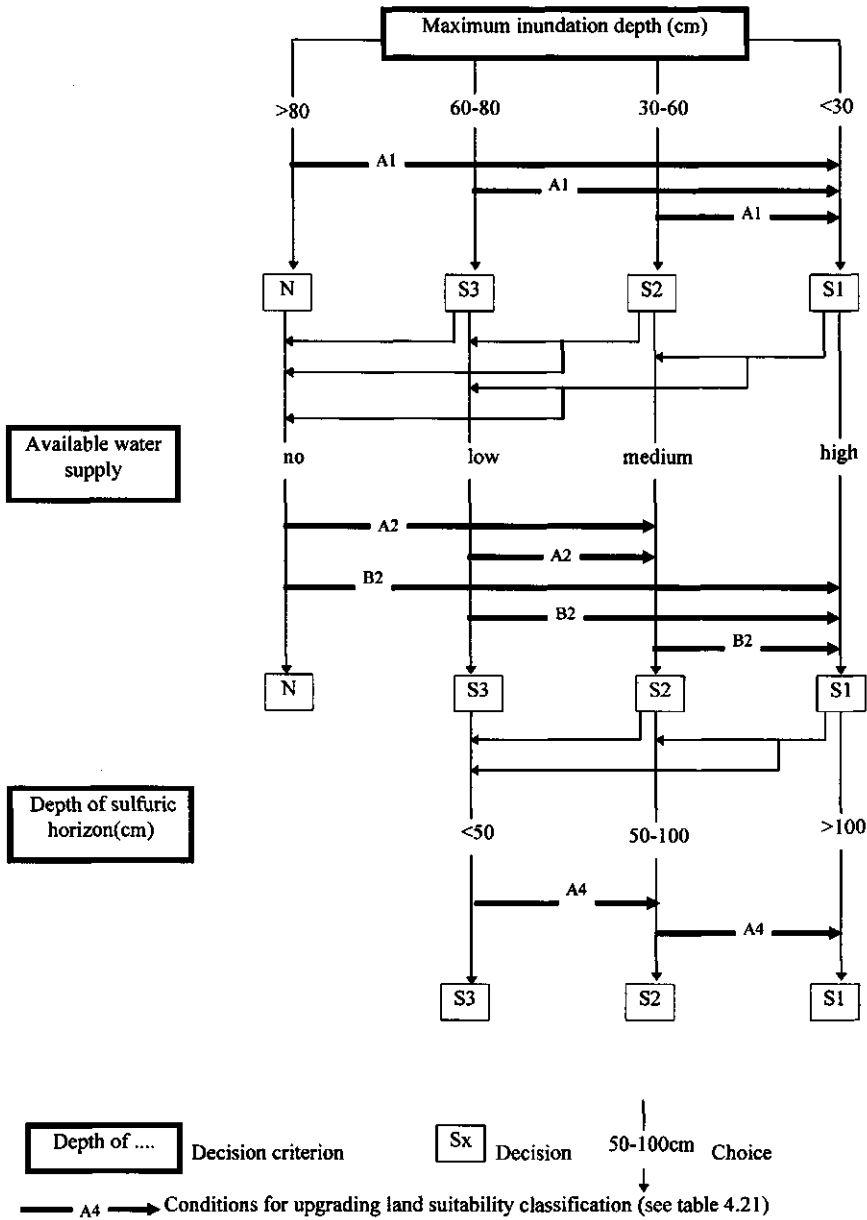 Maximum inundation depth (cm)
>80
60-80
30-60
<30
A1
A1
A1
N
S3
S2
S1
Available water
supply
no
low
medium
high
A2
A2
B2
B2
B2
N
S3
S2
S1
Depth of sulfuric
horizon(cm)
<50
50-100
>100
A4
A4
S3
S2
S1
Depth of ....
Decision criterion
Sx
Decision
50-100cm
Choice
A4
Conditions for upgrading land suitability classification (see table 4.21)